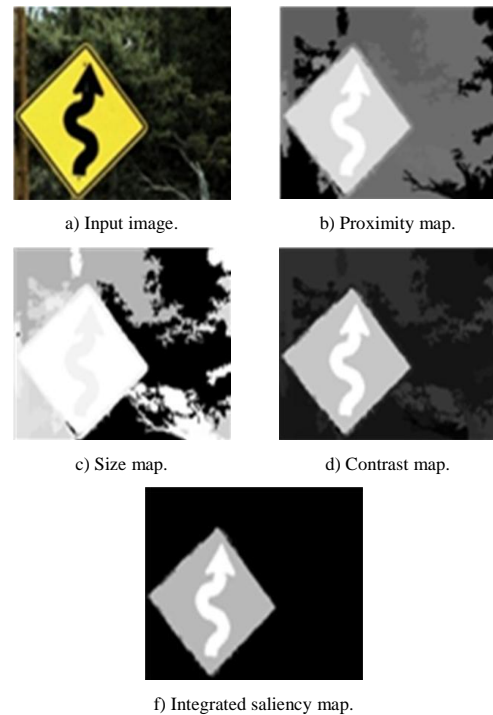 a) Input image.
b) Proximity map.
c) Size map.
d) Contrast map.
f) Integrated saliency map.